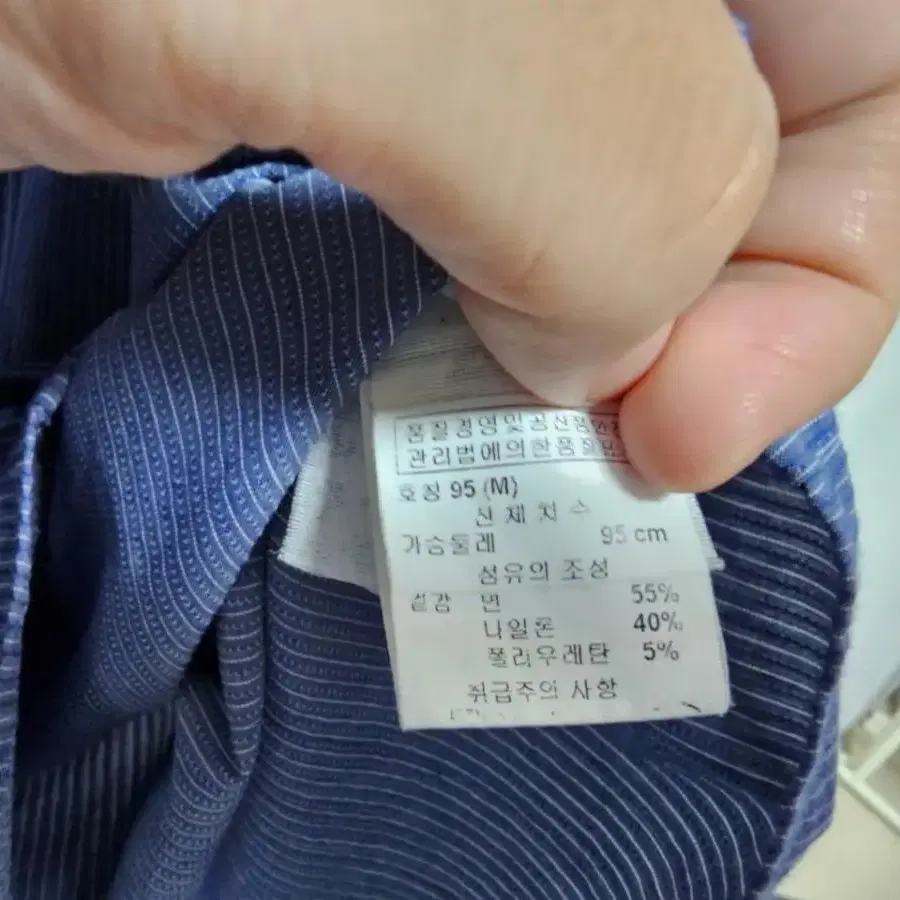 품질경영및공산품안전
관리법에의한품질표
호칭 95 (M)
신체치수
가슴둘레 95 cm
섬유의 조성
겉감 면 55%
나일론 40%
폴리우레탄 5%
취급주의 사항